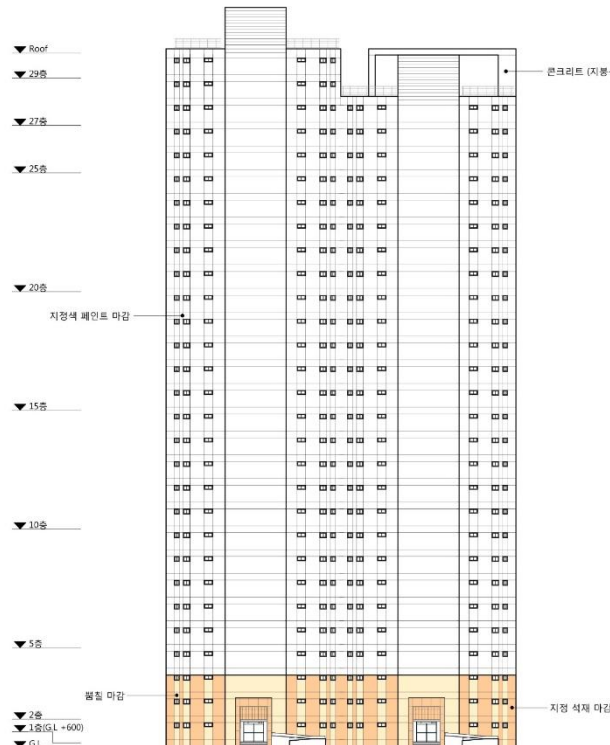 Roof
29층
콘크리트 (지붕
27층
25층
20층
지정색 페인트 마감
15층
10층
5층
뿜칠 마감
지정 석재 마감
2층
1층(G.L +600)
G.L